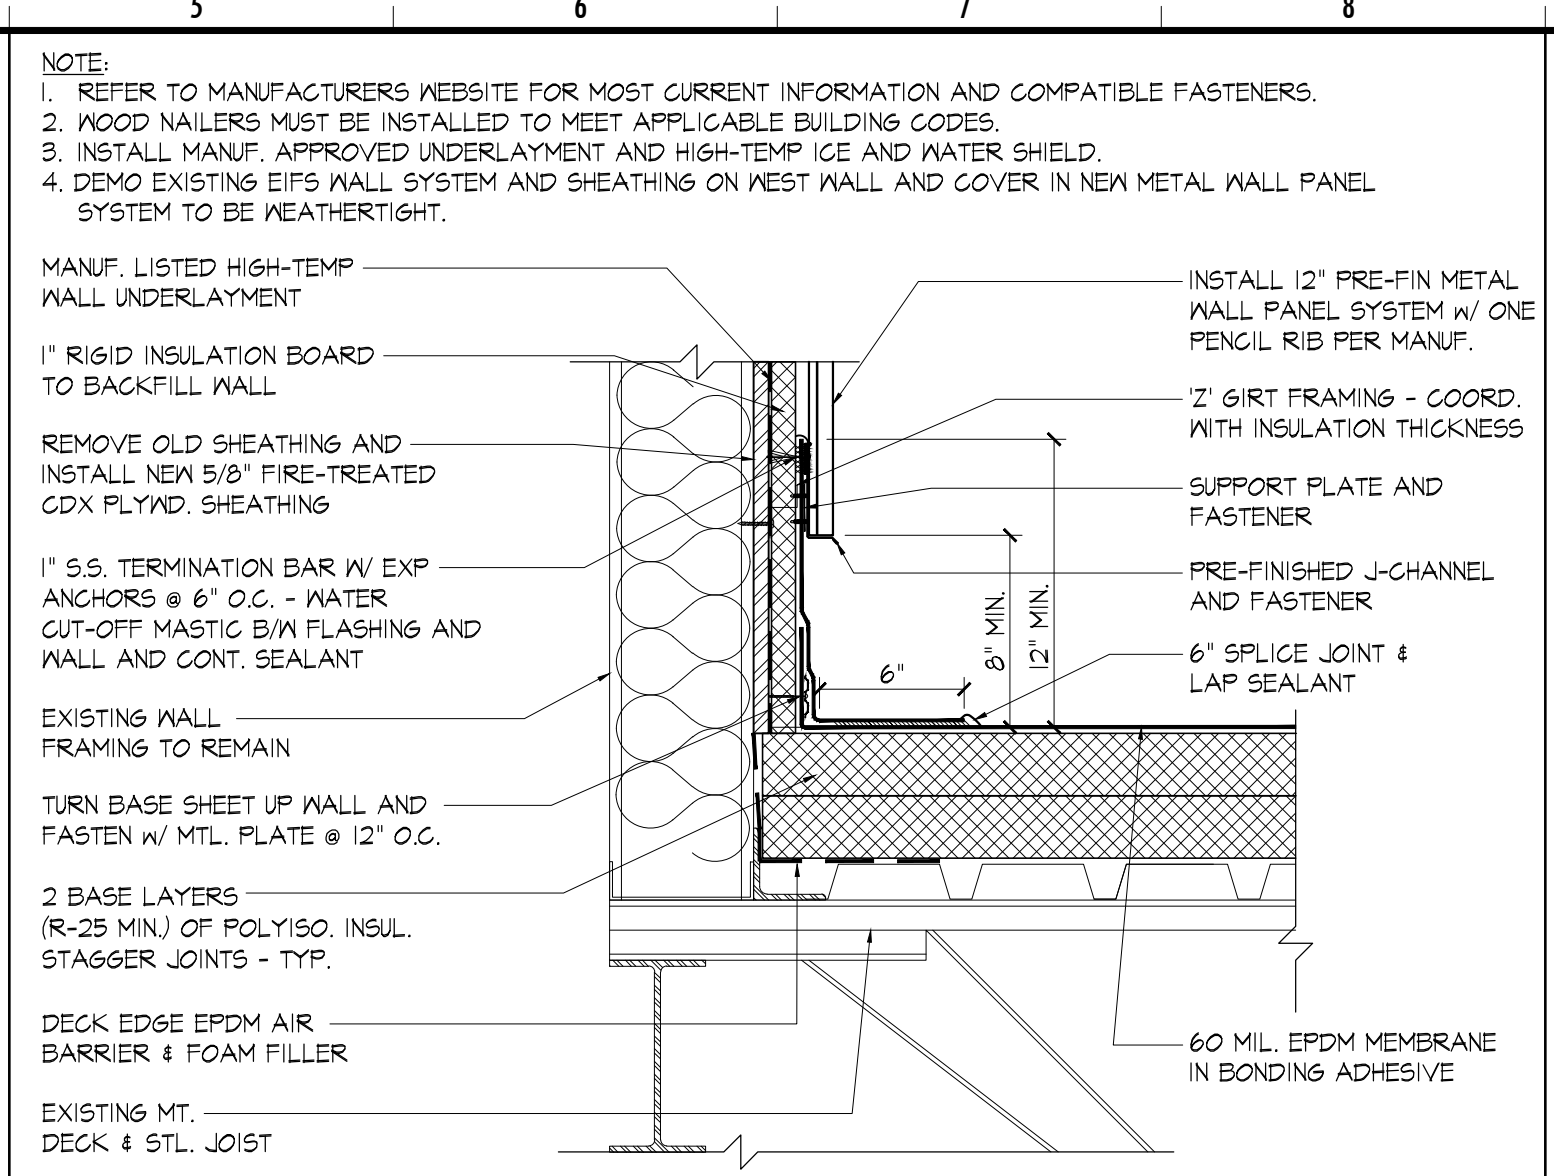 5 6 7 8
NOTE:
1. REFER TO MANUFACTURERS WEBSITE FOR MOST CURRENT INFORMATION AND COMPATIBLE FASTENERS.
2. WOOD NAILERS MUST BE INSTALLED TO MEET APPLICABLE BUILDING CODES.
3. INSTALL MANUF. APPROVED UNDERLAYMENT AND HIGH-TEMP ICE AND WATER SHIELD.
4. DEMO EXISTING EIFS WALL SYSTEM AND SHEATHING ON WEST WALL AND COVER IN NEW METAL WALL PANEL
SYSTEM TO BE WEATHERTIGHT.
MANUF. LISTED HIGH-TEMP
WALL UNDERLAYMENT
1" RIGID INSULATION BOARD
TO BACKFILL WALL
REMOVE OLD SHEATHING AND
INSTALL NEW 5/8" FIRE-TREATED
CDX PLYWD. SHEATHING
1" S.S. TERMINATION BAR W/ EXP
ANCHORS @ 6" O.C. - WATER
CUT-OFF MASTIC B/W FLASHING AND
WALL AND CONT. SEALANT
EXISTING WALL
FRAMING TO REMAIN
TURN BASE SHEET UP WALL AND
FASTEN w/ MTL. PLATE @ 12" O.C.
2 BASE LAYERS
(R-25 MIN.) OF POLYISO. INSUL.
STAGGER JOINTS - TYP.
DECK EDGE EPDM AIR
BARRIER & FOAM FILLER
EXISTING MT.
DECK & STL. JOIST
6"
8" MIN.
12" MIN.
INSTALL 12" PRE-FIN METAL
WALL PANEL SYSTEM w/ ONE
PENCIL RIB PER MANUF.
'Z' GIRT FRAMING - COORD.
WITH INSULATION THICKNESS
SUPPORT PLATE AND
FASTENER
PRE-FINISHED J-CHANNEL
AND FASTENER
6" SPLICE JOINT &
LAP SEALANT
60 MIL. EPDM MEMBRANE
IN BONDING ADHESIVE